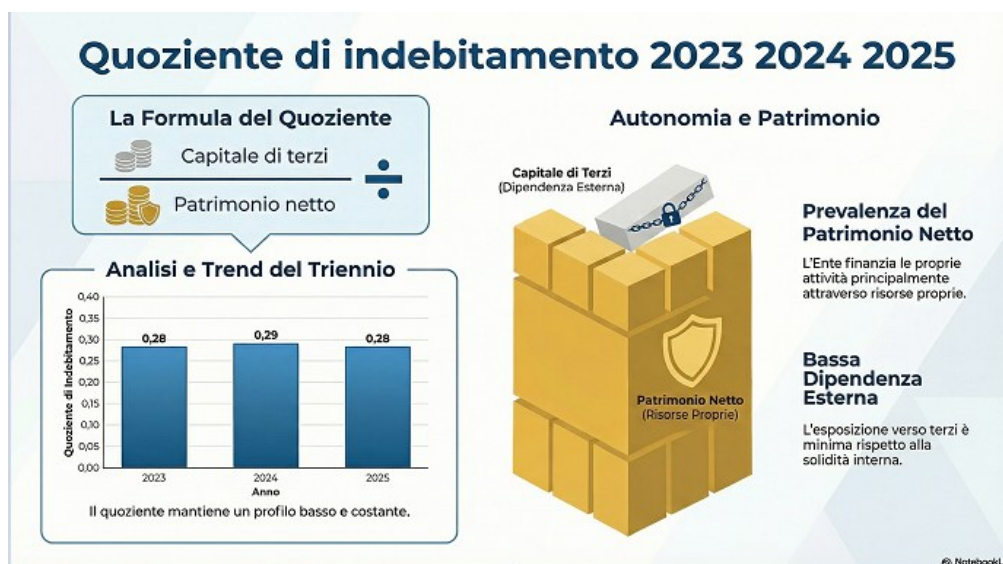 Quoziente di indebitamento 2023 2024 2025
La Formula del Quoziente
Capitale di terzi
Patrimonio netto
Analisi e Trend del Triennio
Quoziente di Indebitamento
0,40
0,35
0,30
0,25
0,20
0,15
0,10
0,05
0,00
0,28
0,29
0,28
2023
2024
2025
Anno
Il quoziente mantiene un profilo basso e costante.
Autonomia e Patrimonio
Capitale di Terzi
(Dipendenza Esterna)
Patrimonio Netto
(Risorse Proprie)
Prevalenza del
Patrimonio Netto
L'Ente finanzia le proprie
attività principalmente
attraverso risorse proprie.
Bassa
Dipendenza
Esterna
L'esposizione verso terzi è
minima rispetto alla
solidità interna.
NotebookL